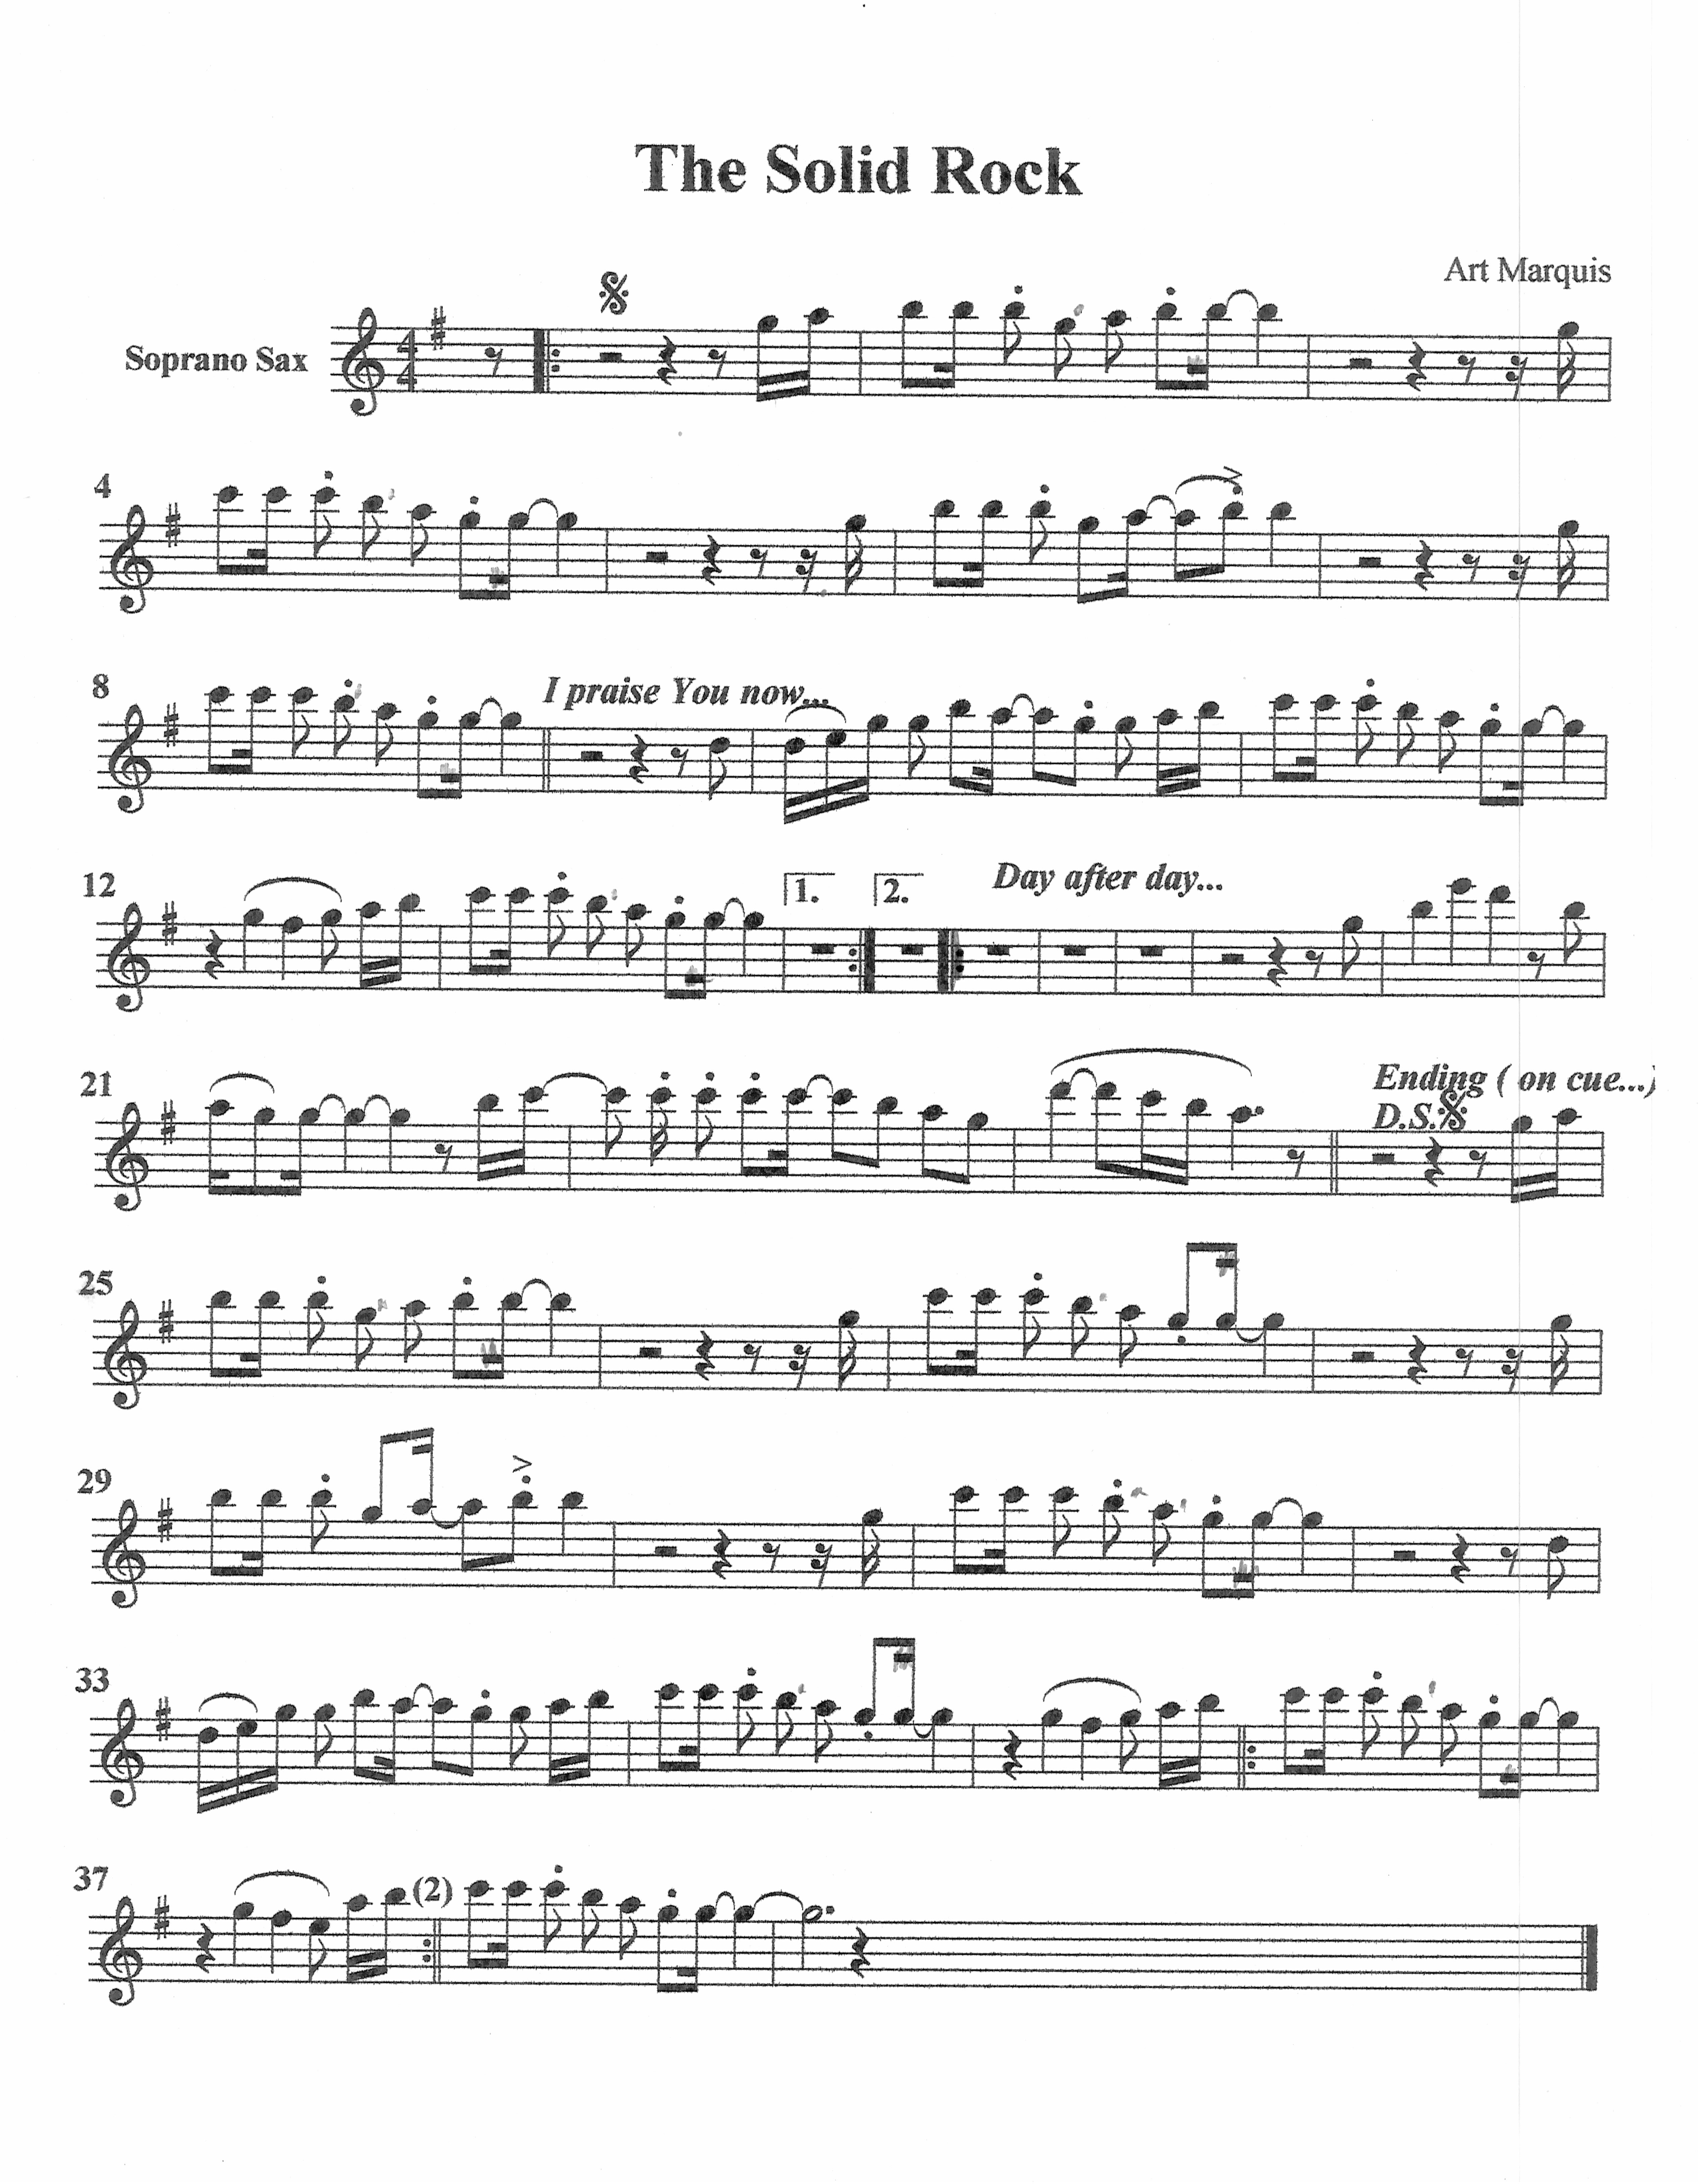 The Solid Rock
Art Marquis
Soprano Sax
4
4
4
8
I praise You now...
12
1.
2.
Day after day...
21
Ending ( on cue...)
D.S.
25
29
33
37
(2)